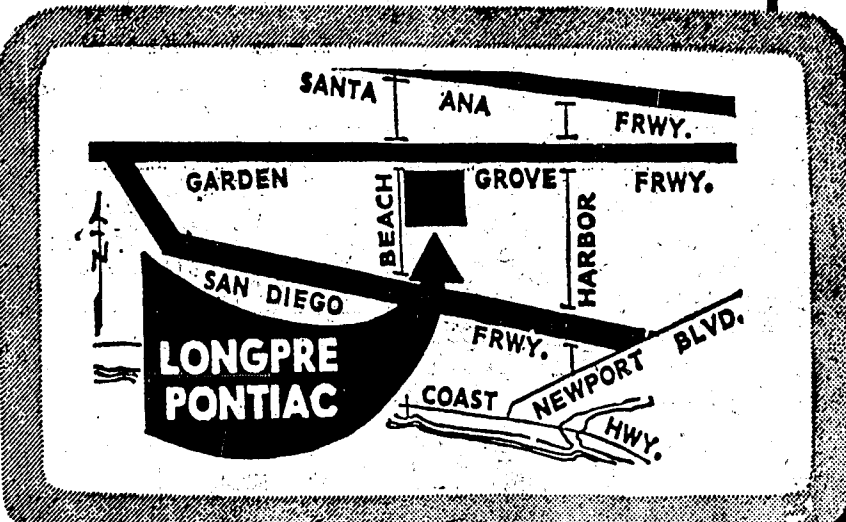 SANTA ANA FRWY.
GARDEN GROVE FRWY.
BEACH
HARBOR
SAN DIEGO FRWY.
LONGPRE
PONTIAC
COAST HWY.
NEWPORT BLVD.